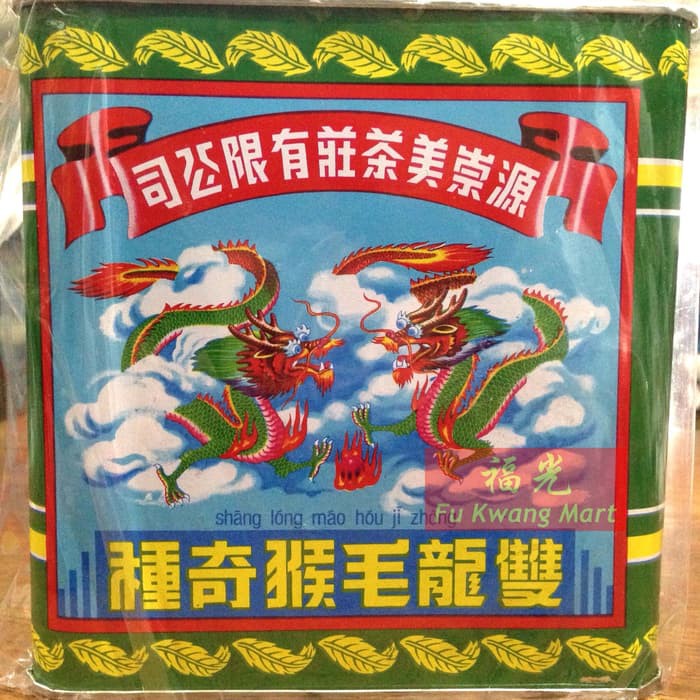 源崇美茶莊有限公司
shāng lóng máo hóu jī zhǒng
福光
Fu Kwang Mart
雙龍毛猴奇種